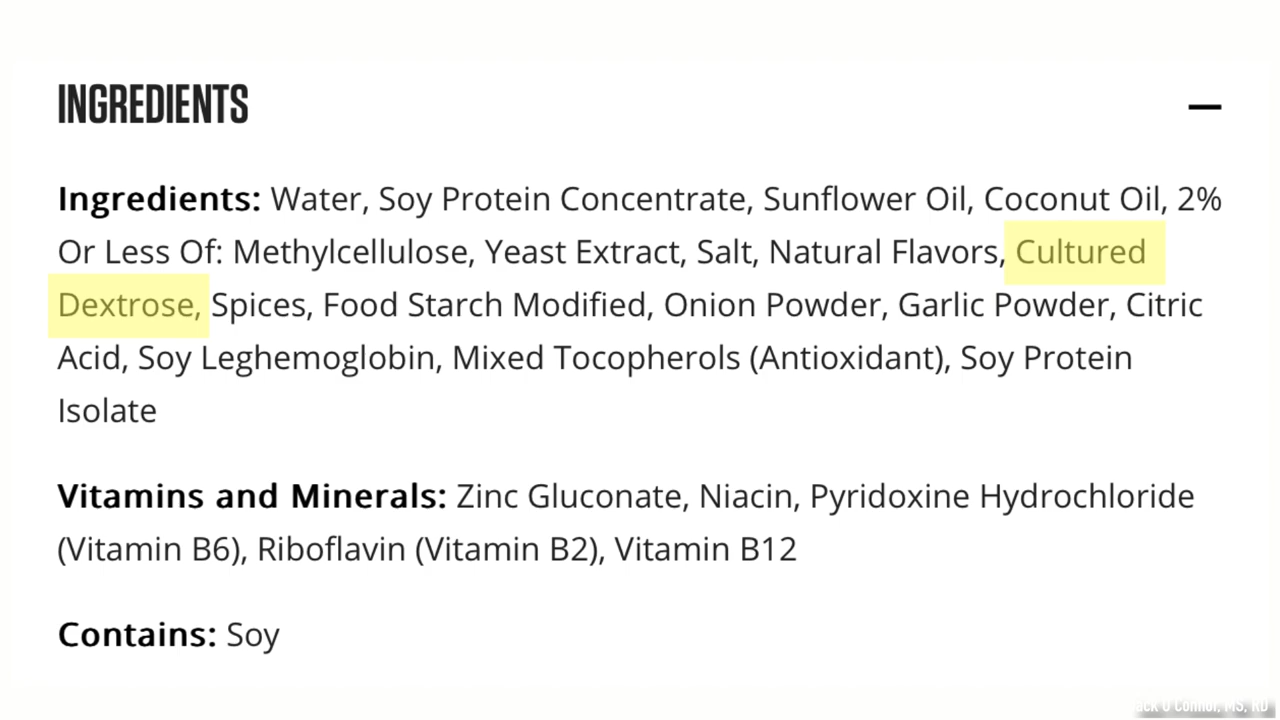 INGREDIENTS
Ingredients: Water, Soy Protein Concentrate, Sunflower Oil, Coconut Oil, 2%
Or Less Of: Methylcellulose, Yeast Extract, Salt, Natural Flavors, Cultured
Dextrose, Spices, Food Starch Modified, Onion Powder, Garlic Powder, Citric
Acid, Soy Leghemoglobin, Mixed Tocopherols (Antioxidant), Soy Protein
Isolate
Vitamins and Minerals: Zinc Gluconate, Niacin, Pyridoxine Hydrochloride
(Vitamin B6), Riboflavin (Vitamin B2), Vitamin B12
Contains: Soy
O'Connor, MS, RD